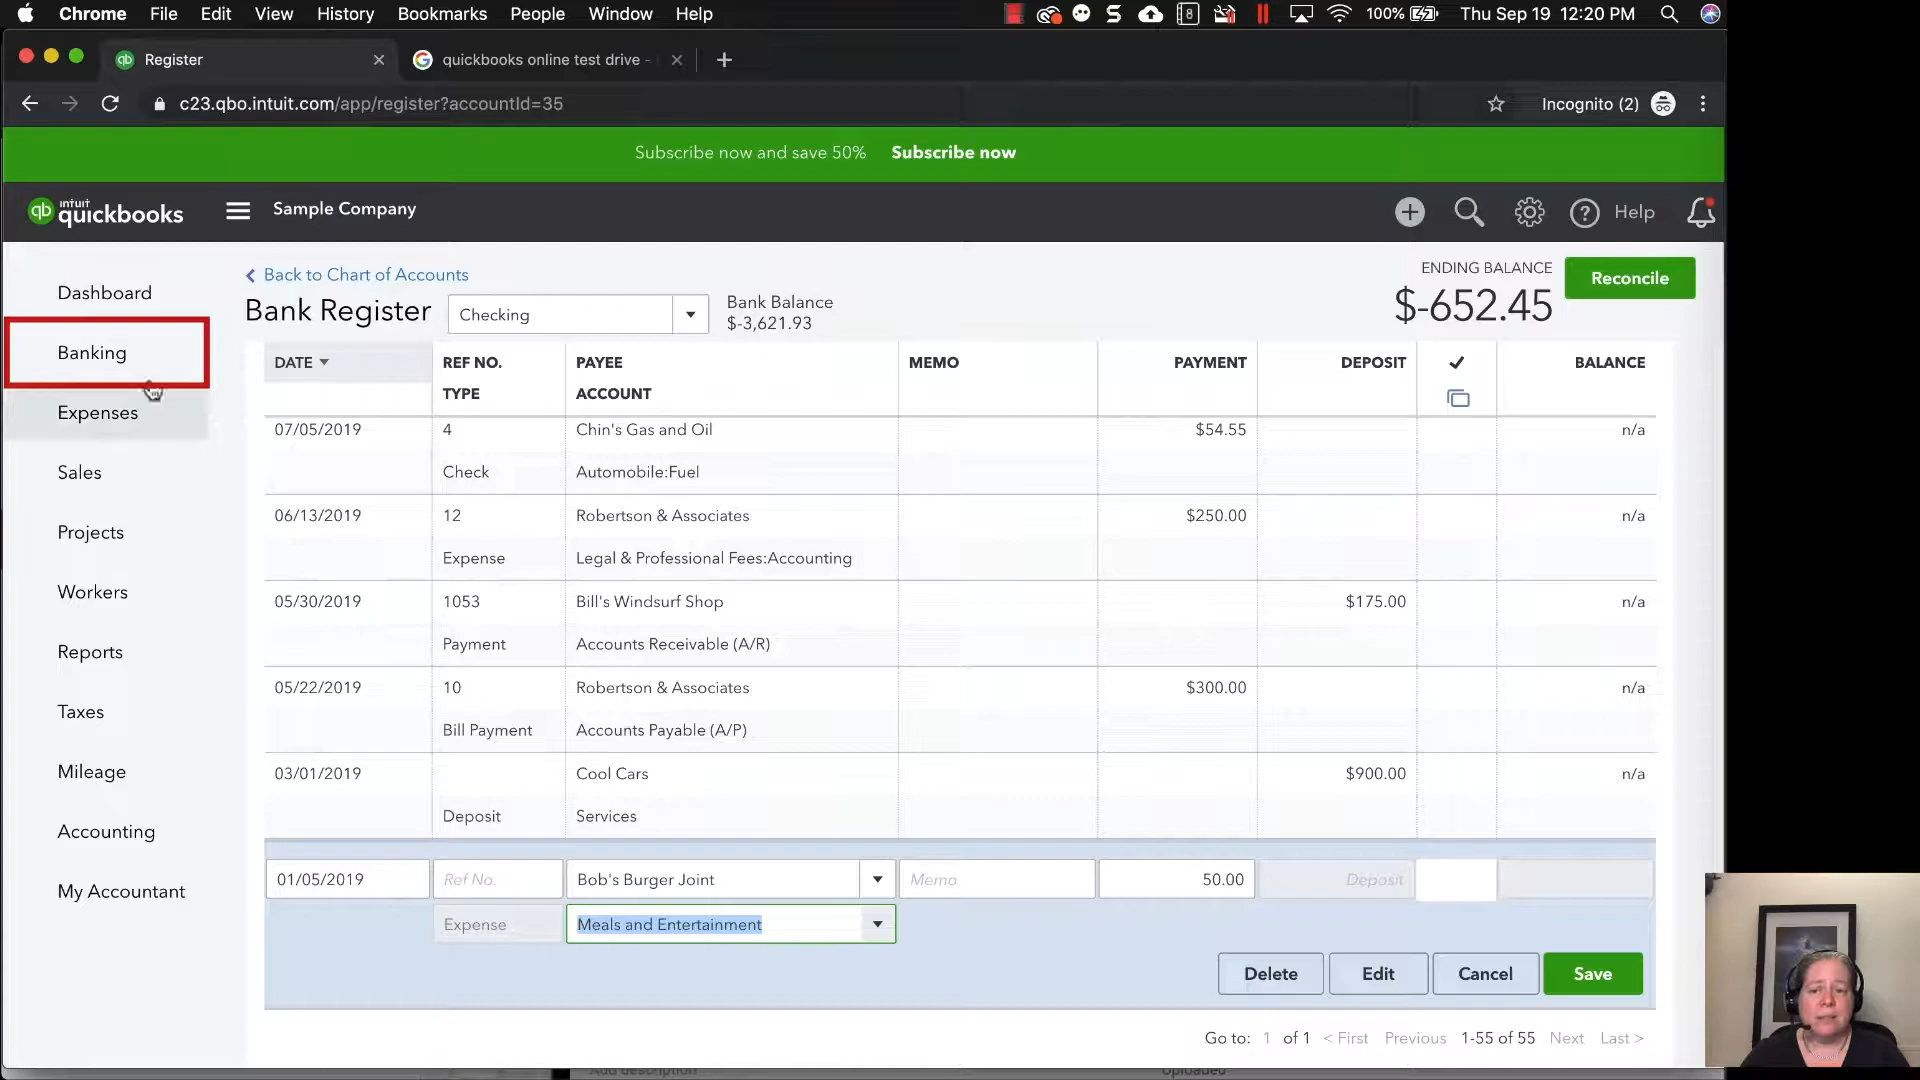 Chrome File Edit View History Bookmarks People Window Help 8 100% Thu Sep 19 12:20 PM
qb Register quickbooks online test drive -
c23.qbo.intuit.com/app/register?accountId=35 Incognito (2)
Subscribe now and save 50% Subscribe now
qb intuit quickbooks Sample Company Help
Dashboard
Banking
Expenses
Sales
Projects
Workers
Reports
Taxes
Mileage
Accounting
My Accountant
Back to Chart of Accounts
Bank Register Checking Bank Balance
$-3,621.93
ENDING BALANCE
$-652.45
Reconcile
DATE REF NO. PAYEE MEMO PAYMENT DEPOSIT ✓ BALANCE
TYPE ACCOUNT
07/05/2019 4 Chin's Gas and Oil $54.55 n/a
Check Automobile:Fuel
06/13/2019 12 Robertson & Associates $250.00 n/a
Expense Legal & Professional Fees:Accounting
05/30/2019 1053 Bill's Windsurf Shop $175.00 n/a
Payment Accounts Receivable (A/R)
05/22/2019 10 Robertson & Associates $300.00 n/a
Bill Payment Accounts Payable (A/P)
03/01/2019 Cool Cars $900.00 n/a
Deposit Services
01/05/2019 Ref No. Bob's Burger Joint Memo 50.00 Deposit
Expense Meals and Entertainment
Delete Edit Cancel Save
Go to: 1 of 1 < First Previous 1-55 of 55 Next Last >
Add description Uploaded